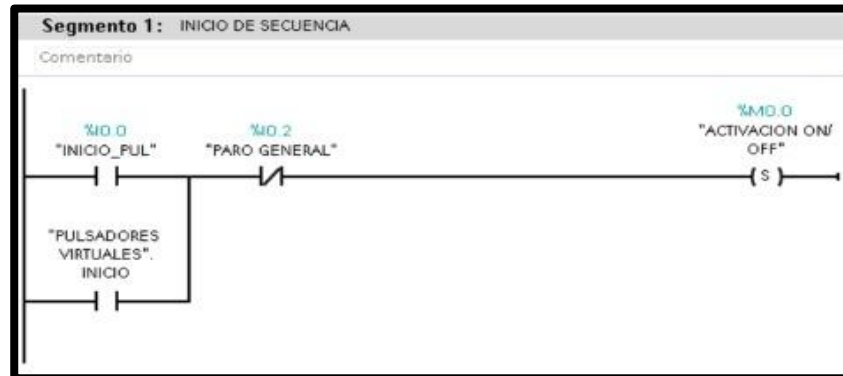 Segmento 1: INICIO DE SECUENCIA
Comentario
%I0.0
"INICIO_PUL"
%I0.2
"PARO GENERAL"
%M0.0
"ACTIVACION ON/
OFF"
S
"PULSADORES
VIRTUALES".
INICIO